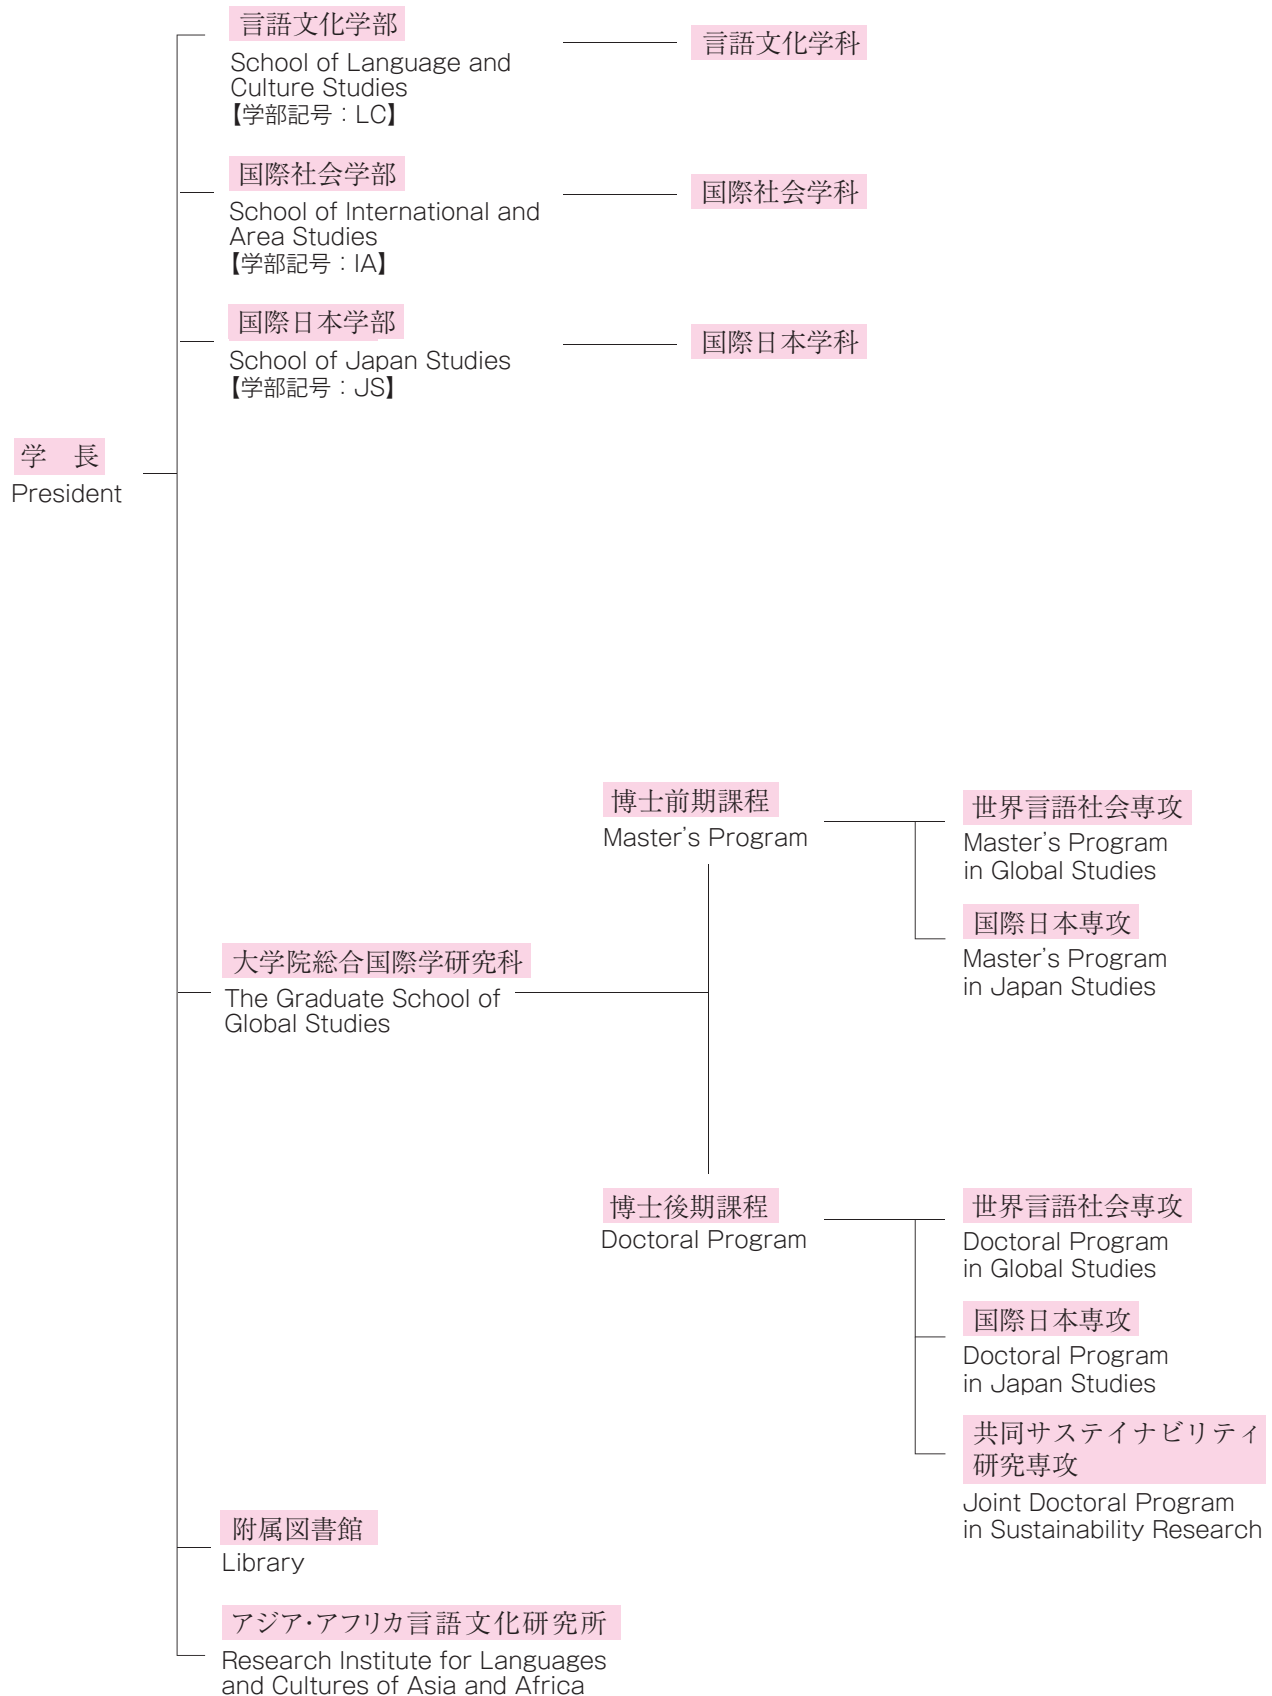 言語文化学部
School of Language and
Culture Studies
【学部記号：LC】
言語文化学科
国際社会学部
School of International and
Area Studies
【学部記号：IA】
国際社会学科
国際日本学部
School of Japan Studies
【学部記号：JS】
国際日本学科
学　長
President
大学院総合国際学研究科
The Graduate School of
Global Studies
博士前期課程
Master's Program
世界言語社会専攻
Master's Program
in Global Studies
国際日本専攻
Master's Program
in Japan Studies
博士後期課程
Doctoral Program
世界言語社会専攻
Doctoral Program
in Global Studies
国際日本専攻
Doctoral Program
in Japan Studies
共同サステイナビリティ
研究専攻
Joint Doctoral Program
in Sustainability Research
附属図書館
Library
アジア・アフリカ言語文化研究所
Research Institute for Languages
and Cultures of Asia and Africa